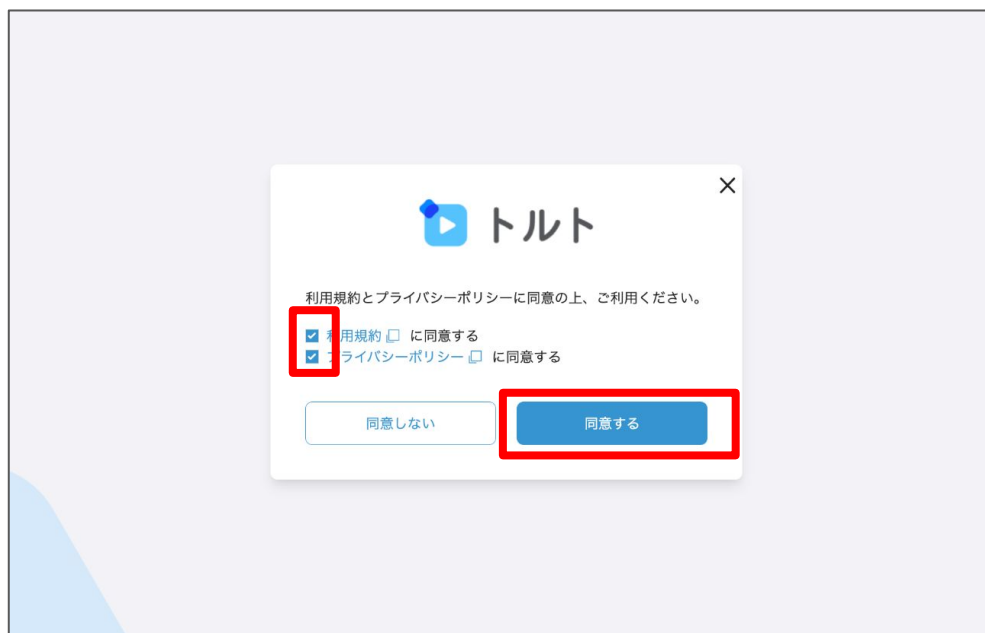 トルト
利用規約とプライバシーポリシーに同意の上、ご利用ください。
利用規約 に同意する
プライバシーポリシー に同意する
同意しない
同意する